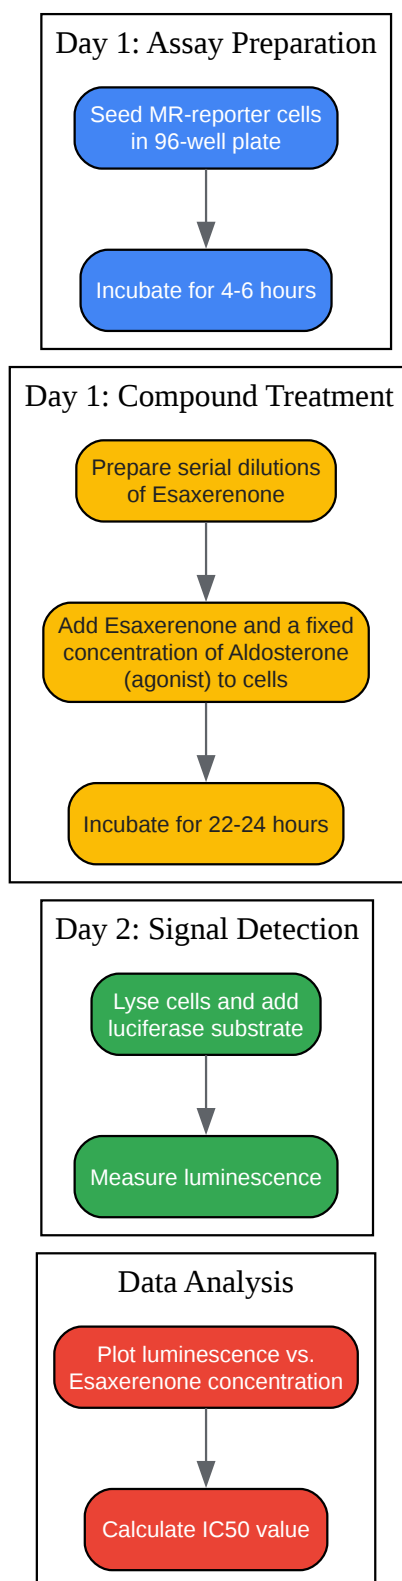 Day 1: Assay Preparation
Seed MR-reporter cells
in 96-well plate
Incubate for 4-6 hours
Day 1: Compound Treatment
Prepare serial dilutions
of Esaxerenone
Add Esaxerenone and a fixed
concentration of Aldosterone
(agonist) to cells
Incubate for 22-24 hours
Day 2: Signal Detection
Lyse cells and add
luciferase substrate
Measure luminescence
Data Analysis
Plot luminescence vs.
Esaxerenone concentration
Calculate IC50 value